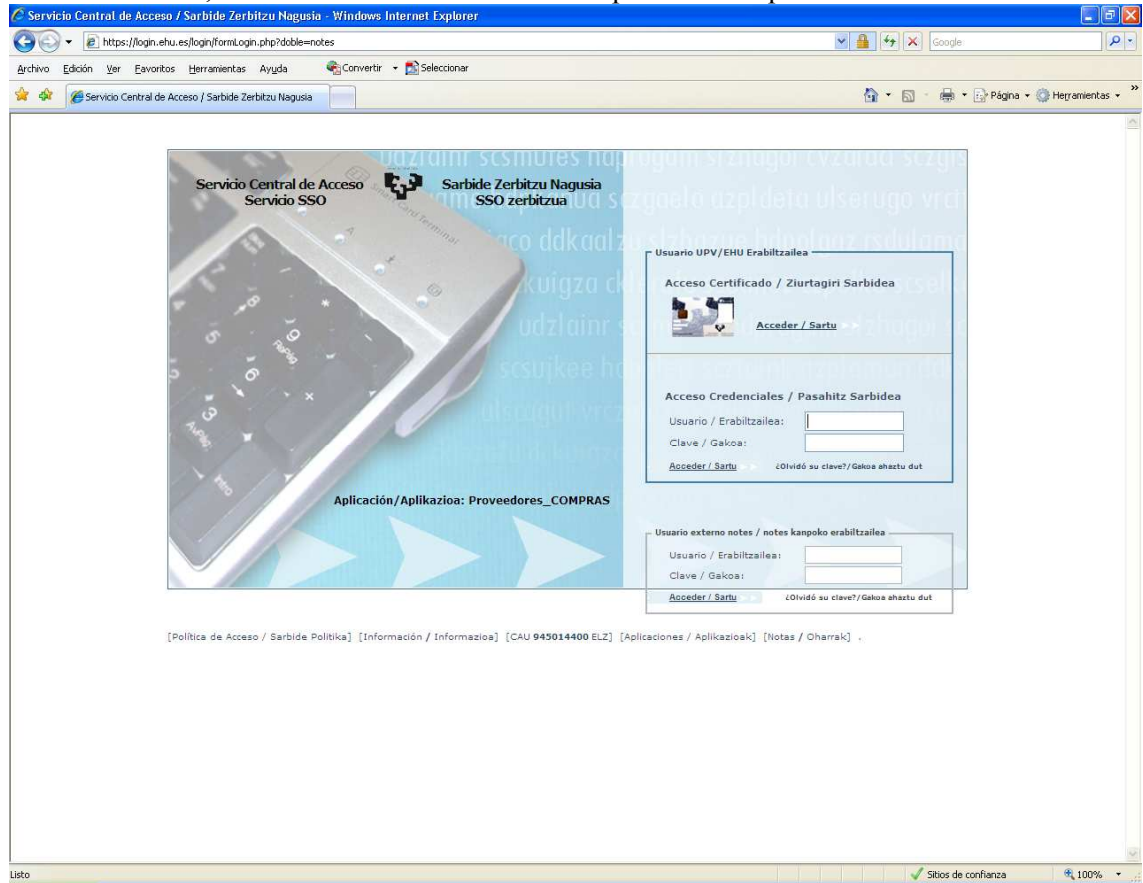 Servicio Central de Acceso / Sarbide Zerbitzu Nagusia - Windows Internet Explorer
https://login.ehu.es/login/formLogin.php?doble=notes
Google
Archivo Edición Ver Favoritos Herramientas Ayuda Convertir Seleccionar
Servicio Central de Acceso / Sarbide Zerbitzu Nagusia
Página Herramientas
Servicio Central de Acceso
Servicio SSO
Sarbide Zerbitzu Nagusia
SSO zerbitzua
Smart Card Terminal
Usuario UPV/EHU Erabiltzailea
Acceso Certificado / Ziurtagiri Sarbidea
Acceder / Sartu
Acceso Credenciales / Pasahitz Sarbidea
Usuario / Erabiltzailea:
Clave / Gakoa:
Acceder / Sartu ¿Olvidó su clave?/Gakoa ahaztu dut
Aplicación/Aplikazioa: Proveedores_COMPRAS
Usuario externo notes / notes kanpoko erabiltzailea
Usuario / Erabiltzailea:
Clave / Gakoa:
Acceder / Sartu ¿Olvidó su clave?/Gakoa ahaztu dut
[Política de Acceso / Sarbide Politika] [Información / Informazioa] [CAU 945014400 ELZ] [Aplicaciones / Aplikazioak] [Notas / Oharrak] .
Listo
Sitios de confianza
100%